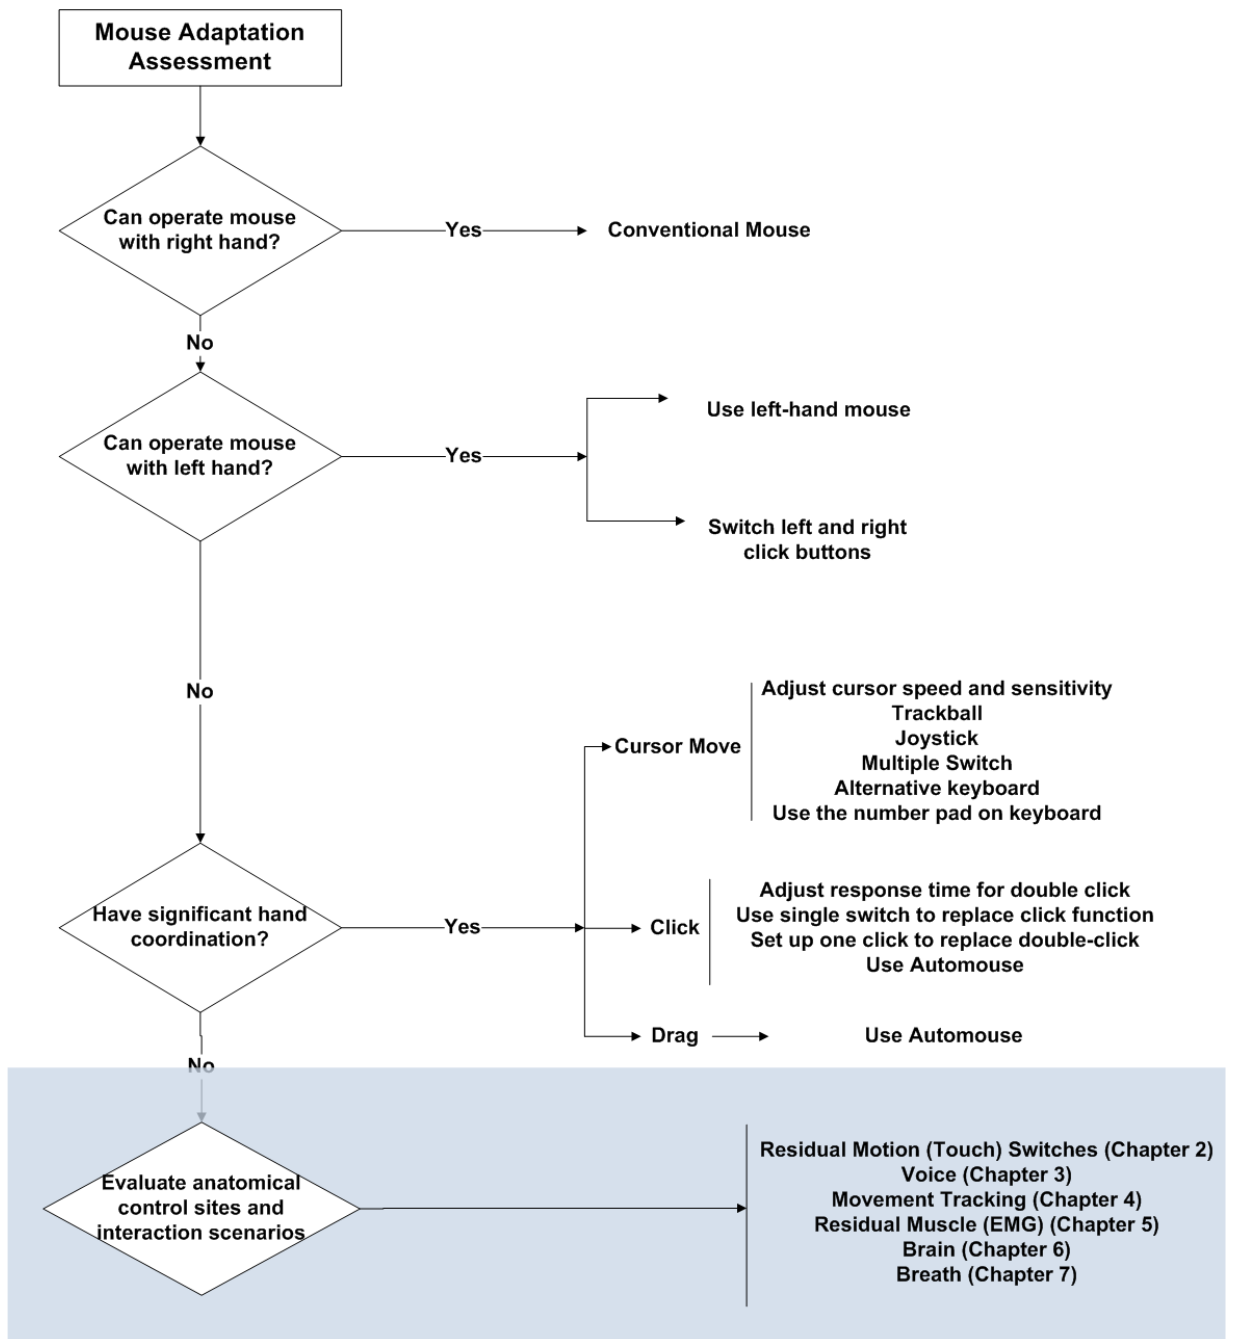 Mouse Adaptation
Assessment
Can operate mouse
with right hand?
Yes
Conventional Mouse
No
Can operate mouse
with left hand?
Yes
Use left-hand mouse
Switch left and right
click buttons
No
Adjust cursor speed and sensitivity
Trackball
Cursor Move
Joystick
Multiple Switch
Alternative keyboard
Use the number pad on keyboard
Have significant hand
coordination?
Yes
Click
Adjust response time for double click
Use single switch to replace click function
Set up one click to replace double-click
Use Automouse
Drag
Use Automouse
No
Evaluate anatomical
control sites and
interaction scenarios
Residual Motion (Touch) Switches (Chapter 2)
Voice (Chapter 3)
Movement Tracking (Chapter 4)
Residual Muscle (EMG) (Chapter 5)
Brain (Chapter 6)
Breath (Chapter 7)